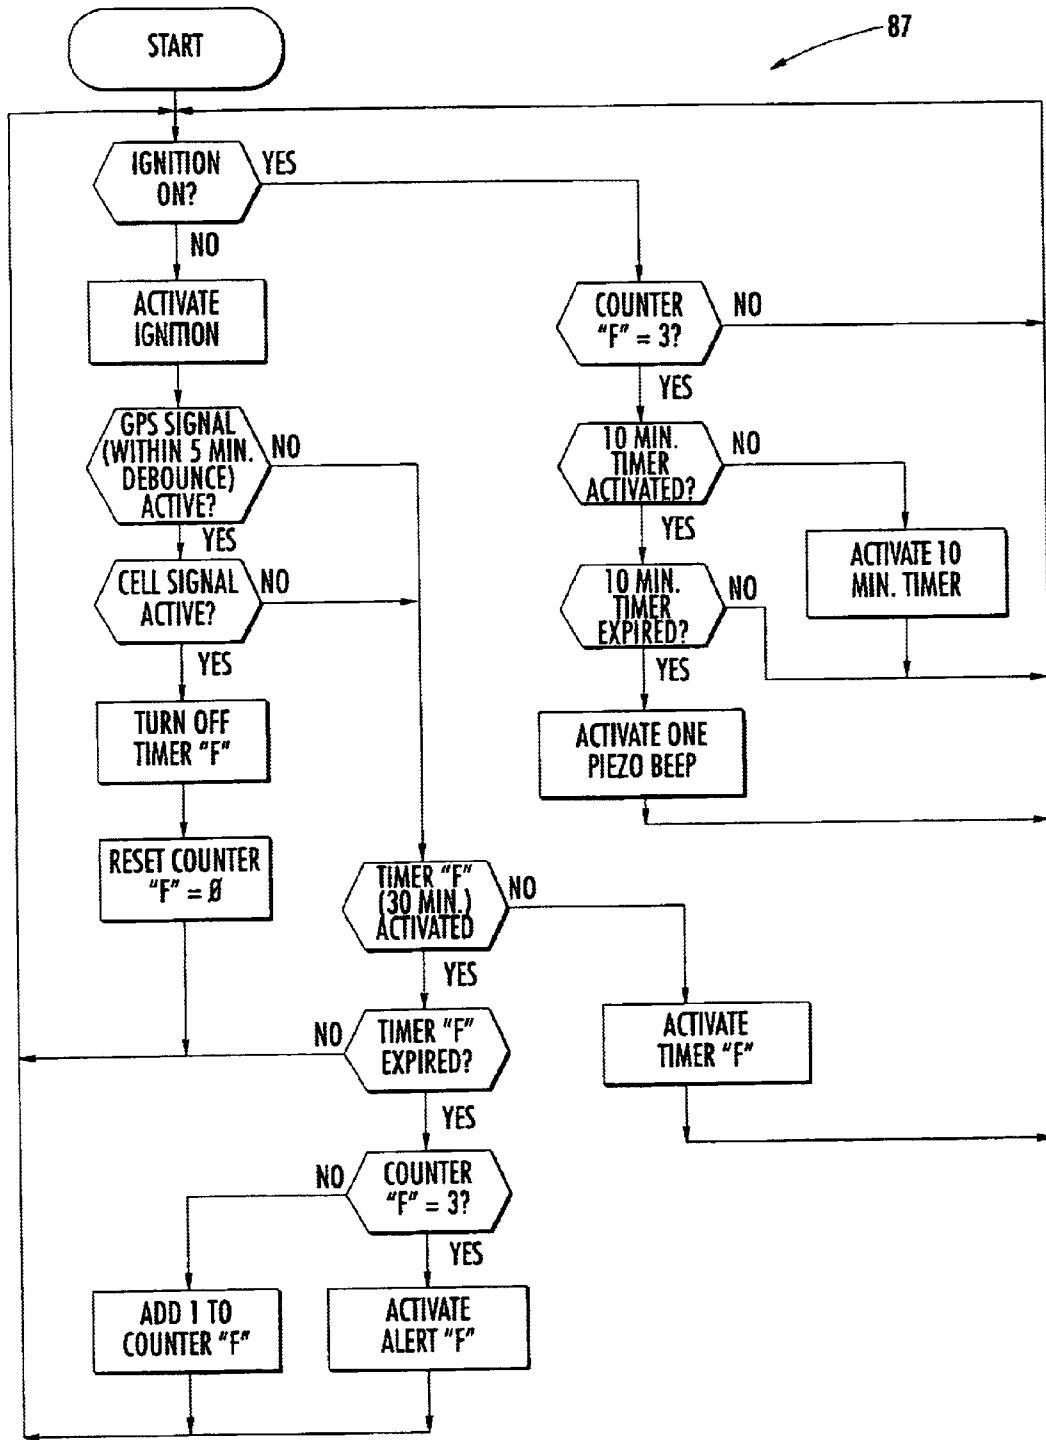 START
87
IGNITION
ON?
YES
NO
ACTIVATE
IGNITION
COUNTER
"F" = 3?
NO
YES
GPS SIGNAL
(WITHIN 5 MIN.
DEBOUNCE)
ACTIVE?
NO
YES
10 MIN.
TIMER
ACTIVATED?
NO
YES
ACTIVATE 10
MIN. TIMER
CELL SIGNAL
ACTIVE?
NO
YES
10 MIN.
TIMER
EXPIRED?
NO
YES
TURN OFF
TIMER "F"
ACTIVATE ONE
PIEZO BEEP
RESET COUNTER
"F" = Ø
TIMER "F"
(30 MIN.)
ACTIVATED
NO
YES
TIMER "F"
EXPIRED?
NO
YES
ACTIVATE
TIMER "F"
COUNTER
"F" = 3?
NO
YES
ADD 1 TO
COUNTER "F"
ACTIVATE
ALERT "F"